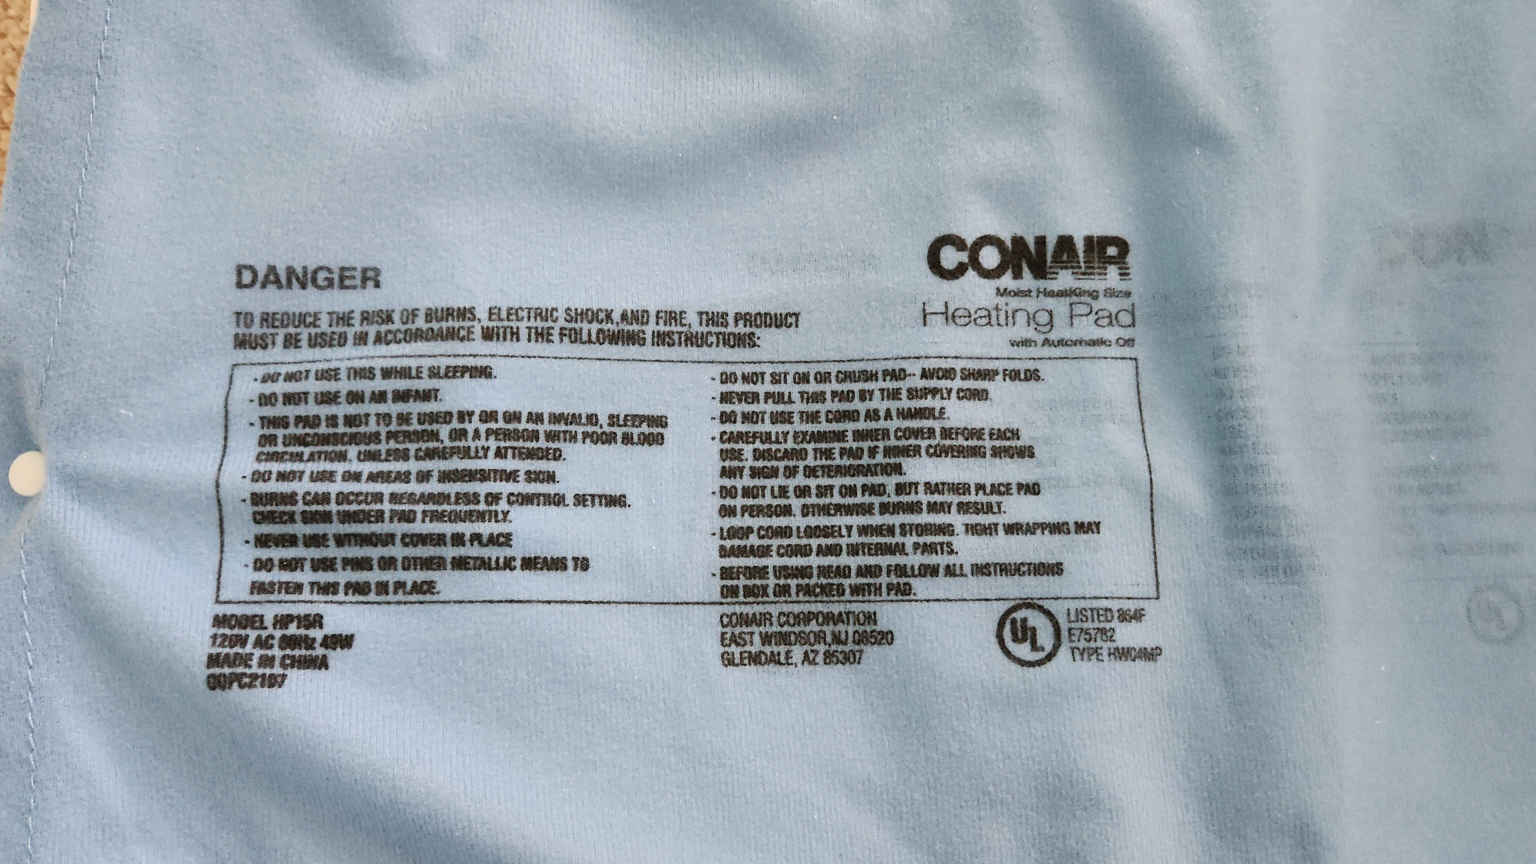 DANGER
TO REDUCE THE RISK OF BURNS, ELECTRIC SHOCK, AND FIRE, THIS PRODUCT
MUST BE USED IN ACCORDANCE WITH THE FOLLOWING INSTRUCTIONS:
CONAIR
Moist Heat King Size
Heating Pad
with Automatic Off
- DO NOT USE THIS WHILE SLEEPING.
- DO NOT USE ON AN INFANT.
- THIS PAD IS NOT TO BE USED BY OR ON AN INVALID, SLEEPING
OR UNCONSCIOUS PERSON, OR A PERSON WITH POOR BLOOD
CIRCULATION, UNLESS CAREFULLY ATTENDED.
- DO NOT USE ON AREAS OF INSENSITIVE SKIN.
- BURNS CAN OCCUR REGARDLESS OF CONTROL SETTING.
CHECK SKIN UNDER PAD FREQUENTLY.
- NEVER USE WITHOUT COVER IN PLACE
- DO NOT USE PINS OR OTHER METALLIC MEANS TO
FASTEN THIS PAD IN PLACE.
- DO NOT SIT ON OR CRUSH PAD-- AVOID SHARP FOLDS.
- NEVER PULL THIS PAD BY THE SUPPLY CORD.
- DO NOT USE THE CORD AS A HANDLE.
- CAREFULLY EXAMINE INNER COVER BEFORE EACH
USE. DISCARD THE PAD IF INNER COVERING SHOWS
ANY SIGN OF DETERIORATION.
- DO NOT LIE OR SIT ON PAD, BUT RATHER PLACE PAD
ON PERSON. OTHERWISE BURNS MAY RESULT.
- LOOP CORD LOOSELY WHEN STORING. TIGHT WRAPPING MAY
DAMAGE CORD AND INTERNAL PARTS.
- BEFORE USING READ AND FOLLOW ALL INSTRUCTIONS
ON BOX OR PACKED WITH PAD.
MODEL HP15R
120V AC 60Hz 49W
MADE IN CHINA
00PC2197
CONAIR CORPORATION
EAST WINDSOR,NJ 08520
GLENDALE, AZ 85307
UL
LISTED 864F
E75782
TYPE HW04MP